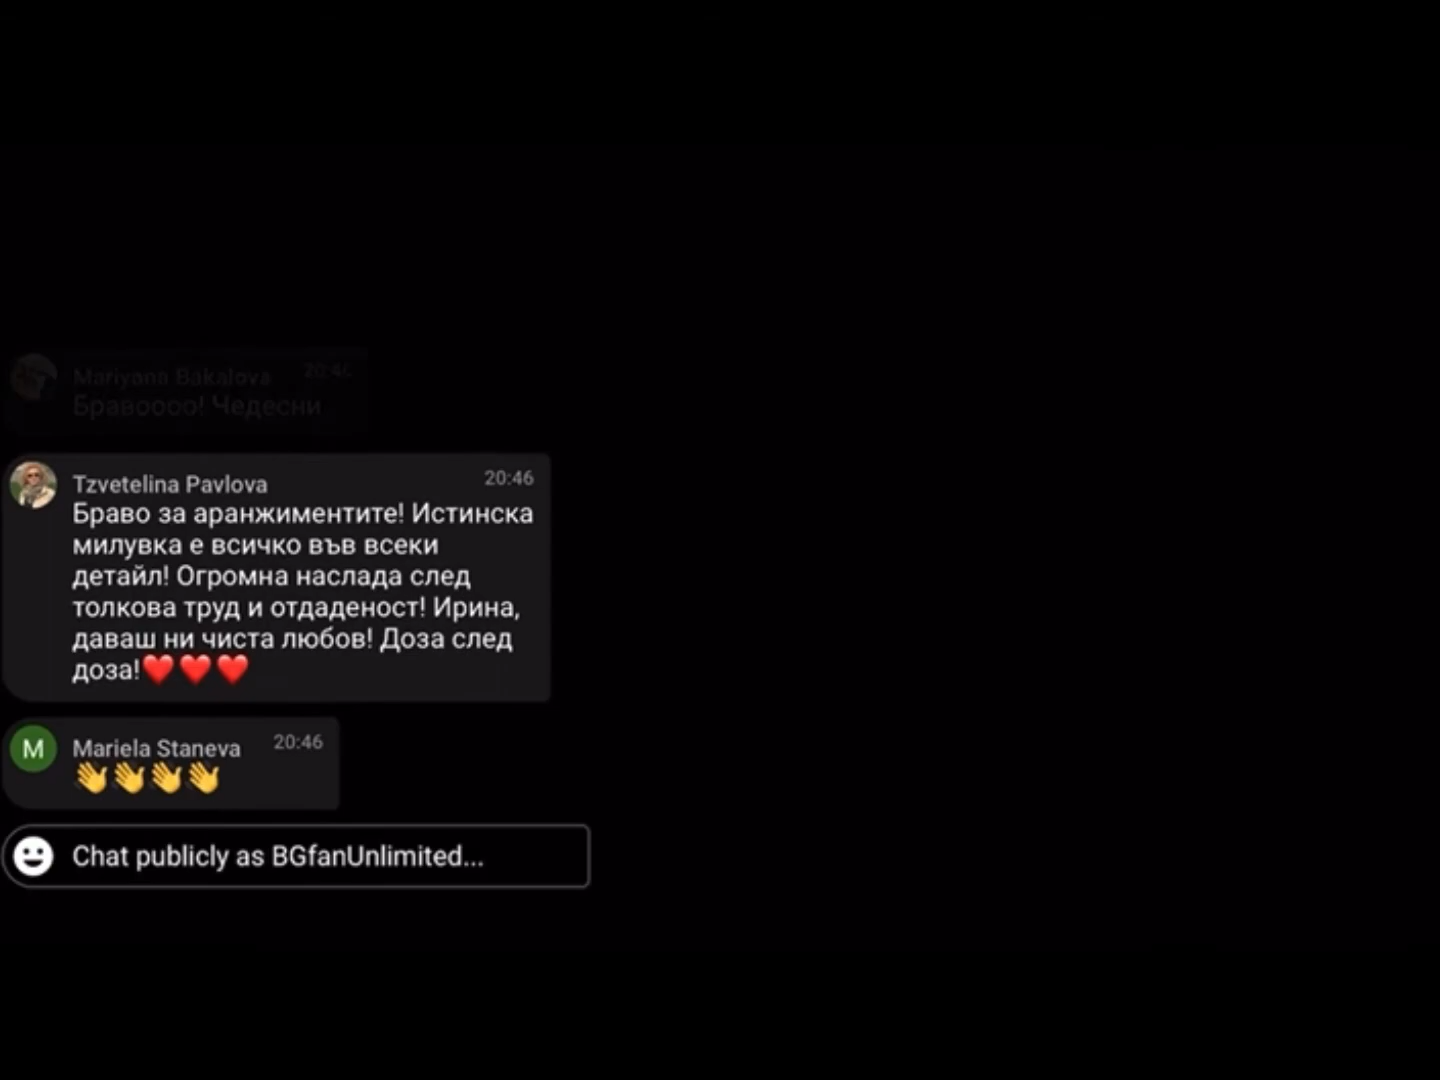 Mariyana Bakalova 20:46
Бравоооо! Чедесни
Tzvetelina Pavlova 20:46
Браво за аранжиментите! Истинска
милувка е всичко във всеки
детайл! Огромна наслада след
толкова труд и отдаденост! Ирина,
даваш ни чиста любов! Доза след
доза!❤️❤️❤️
M Mariela Staneva 20:46
👋👋👋👋
Chat publicly as BGfanUnlimited...